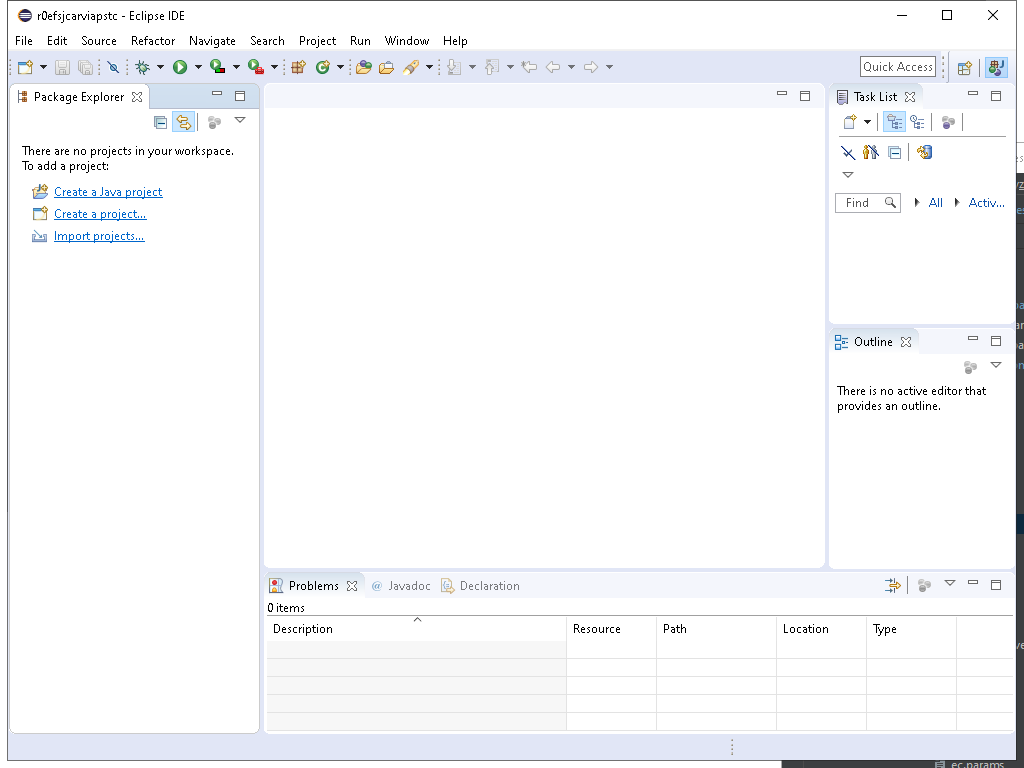 r0efsjcarviapstc - Eclipse IDE
File Edit Source Refactor Navigate Search Project Run Window Help
Quick Access
Package Explorer
There are no projects in your workspace.
To add a project:
Create a Java project
Create a project...
Import projects...
Task List
Find
All
Activ...
Outline
There is no active editor that
provides an outline.
Problems
@ Javadoc
Declaration
0 items
Description Resource Path Location Type
ec.params